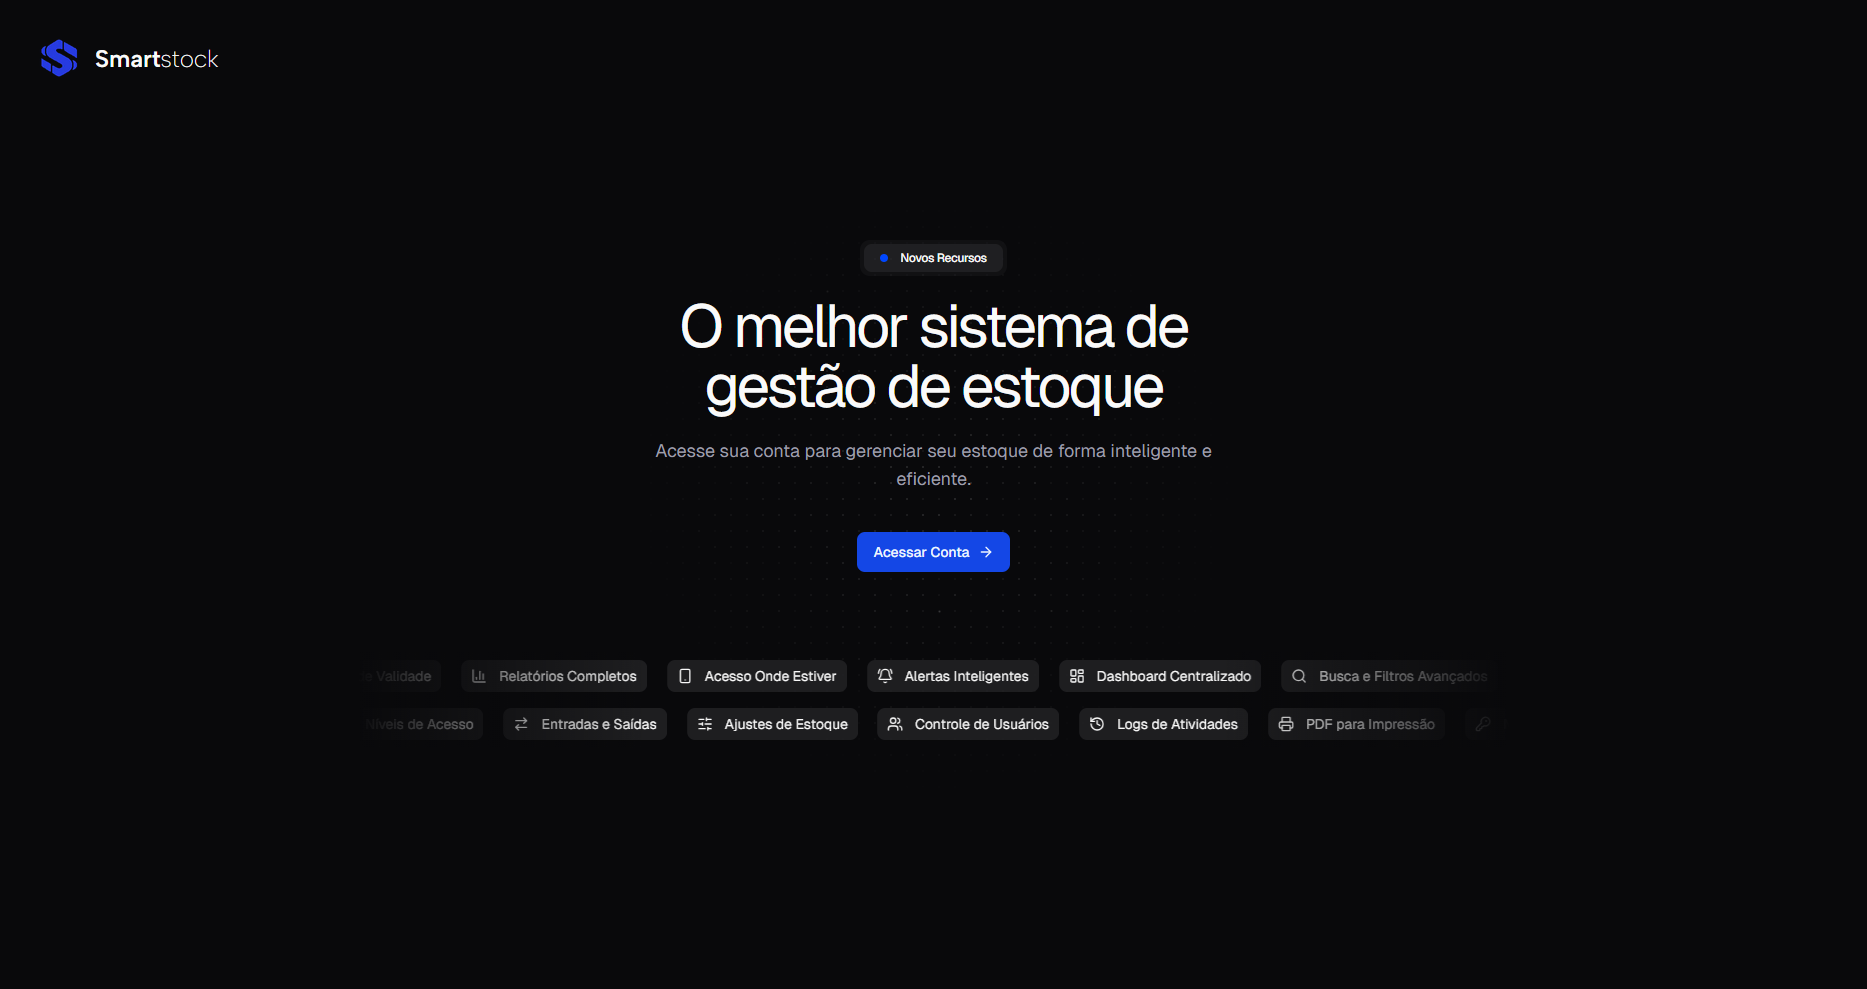 Smartstock
Novos Recursos
O melhor sistema de
gestão de estoque
Acesse sua conta para gerenciar seu estoque de forma inteligente e
eficiente.
Acessar Conta
Validade
Relatórios Completos
Acesso Onde Estiver
Alertas Inteligentes
Dashboard Centralizado
Busca e Filtros Avançados
Níveis de Acesso
Entradas e Saídas
Ajustes de Estoque
Controle de Usuários
Logs de Atividades
PDF para Impressão